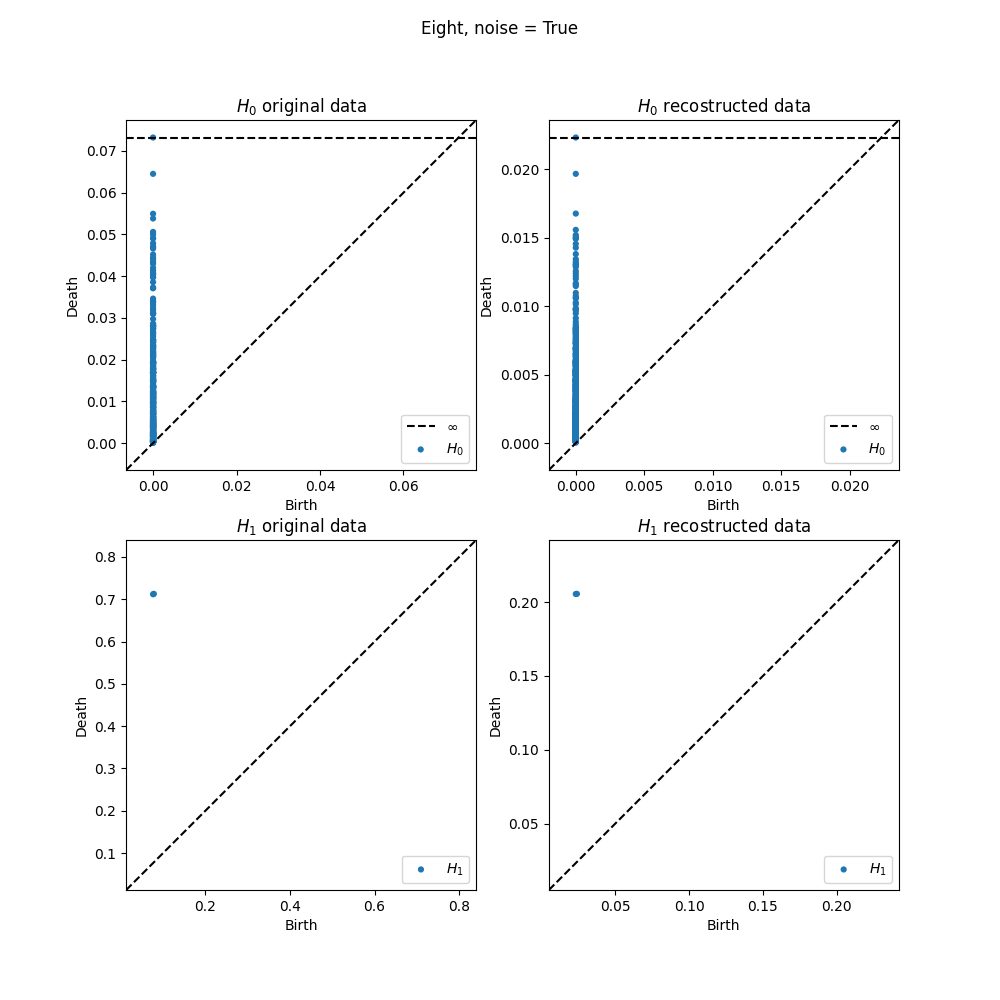 Eight, noise = True
H₀ original data
0.07
0.06
0.05
0.04
0.03
0.02
0.01
0.00
Death
0.00 0.02 0.04 0.06
Birth
∞
H₀
H₀ recostructed data
0.020
0.015
0.010
0.005
0.000
Death
0.000 0.005 0.010 0.015 0.020
Birth
∞
H₀
H₁ original data
0.8
0.7
0.6
0.5
0.4
0.3
0.2
0.1
Death
0.2 0.4 0.6 0.8
Birth
H₁
H₁ recostructed data
0.20
0.15
0.10
0.05
Death
0.05 0.10 0.15 0.20
Birth
H₁